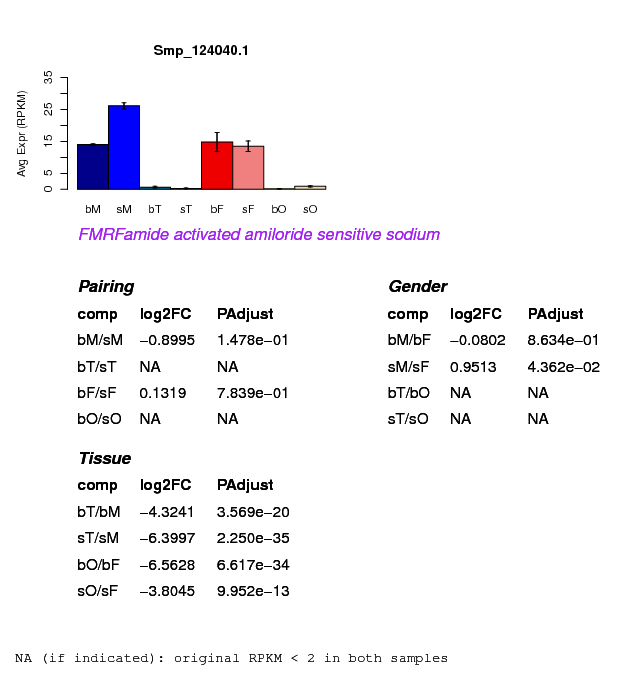 Smp_124040.1
Avg Expr (RPKM)
35
25
15
5
0
bM sM bT sT bF sF bO sO
FMRFamide activated amiloride sensitive sodium
Pairing
comp log2FC PAdjust
bM/sM −0.8995 1.478e−01
bT/sT NA NA
bF/sF 0.1319 7.839e−01
bO/sO NA NA
Gender
comp log2FC PAdjust
bM/bF −0.0802 8.634e−01
sM/sF 0.9513 4.362e−02
bT/bO NA NA
sT/sO NA NA
Tissue
comp log2FC PAdjust
bT/bM −4.3241 3.569e−20
sT/sM −6.3997 2.250e−35
bO/bF −6.5628 6.617e−34
sO/sF −3.8045 9.952e−13
NA (if indicated): original RPKM < 2 in both samples